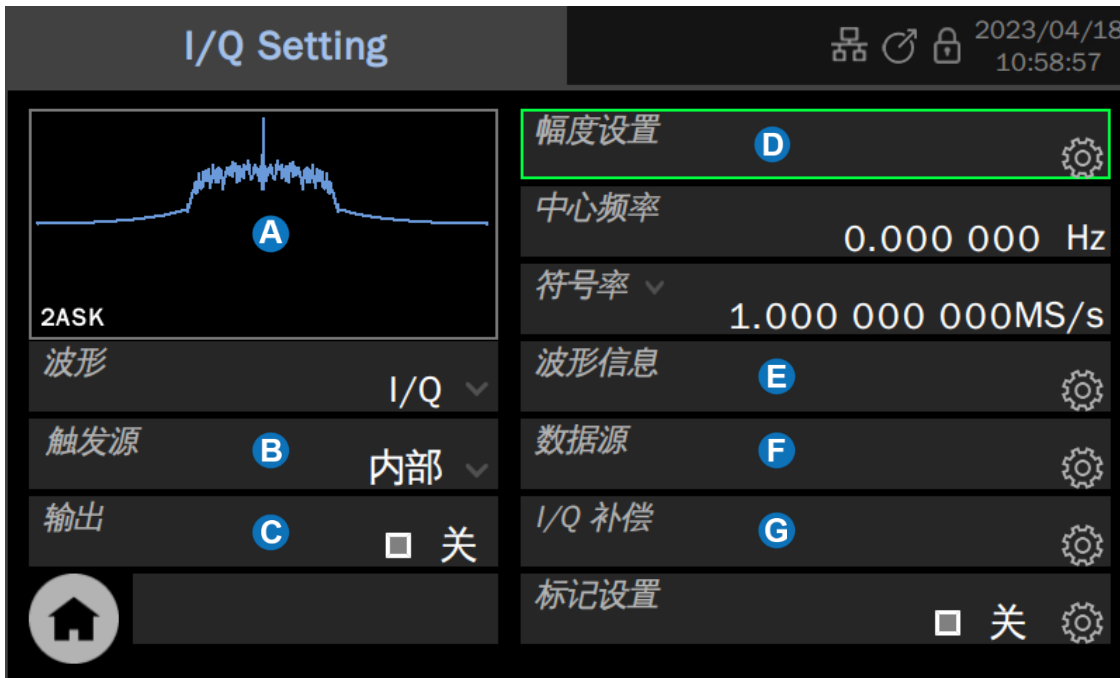 I/Q Setting
2023/04/18
10:58:57
A
2ASK
波形
I/Q
触发源
B
内部
输出
C
关
幅度设置
D
中心频率
0.000 000 Hz
符号率
1.000 000 000MS/s
波形信息
E
数据源
F
I/Q 补偿
G
标记设置
关